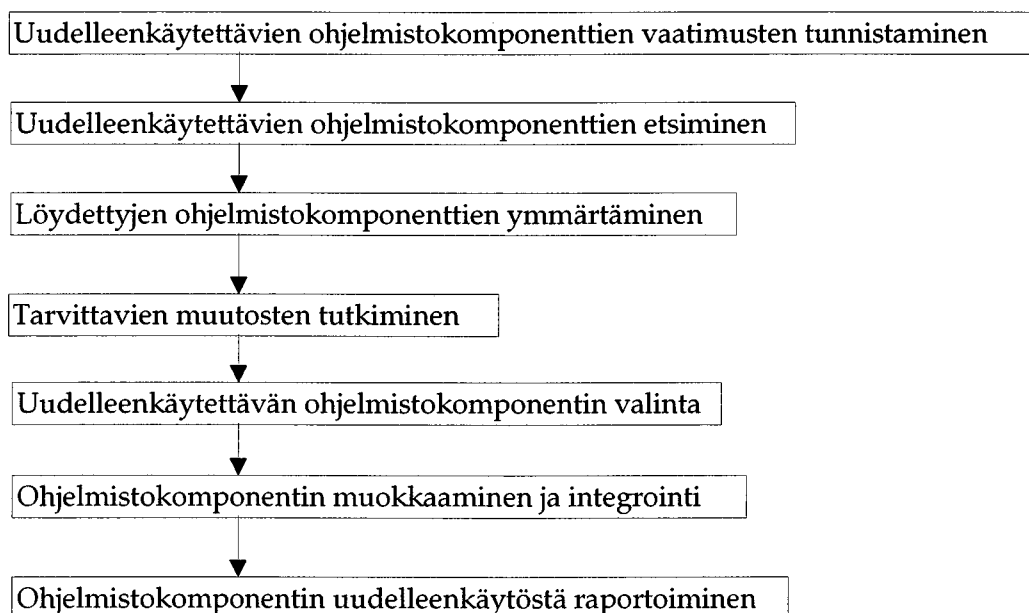 Uudelleenkäytettävien ohjelmistokomponenttien vaatimusten tunnistaminen
Uudelleenkäytettävien ohjelmistokomponenttien etsiminen
Löydettyjen ohjelmistokomponenttien ymmärtäminen
Tarvittavien muutosten tutkiminen
Uudelleenkäytettävän ohjelmistokomponentin valinta
Ohjelmistokomponentin muokkaaminen ja integrointi
Ohjelmistokomponentin uudelleenkäytöstä raportoiminen